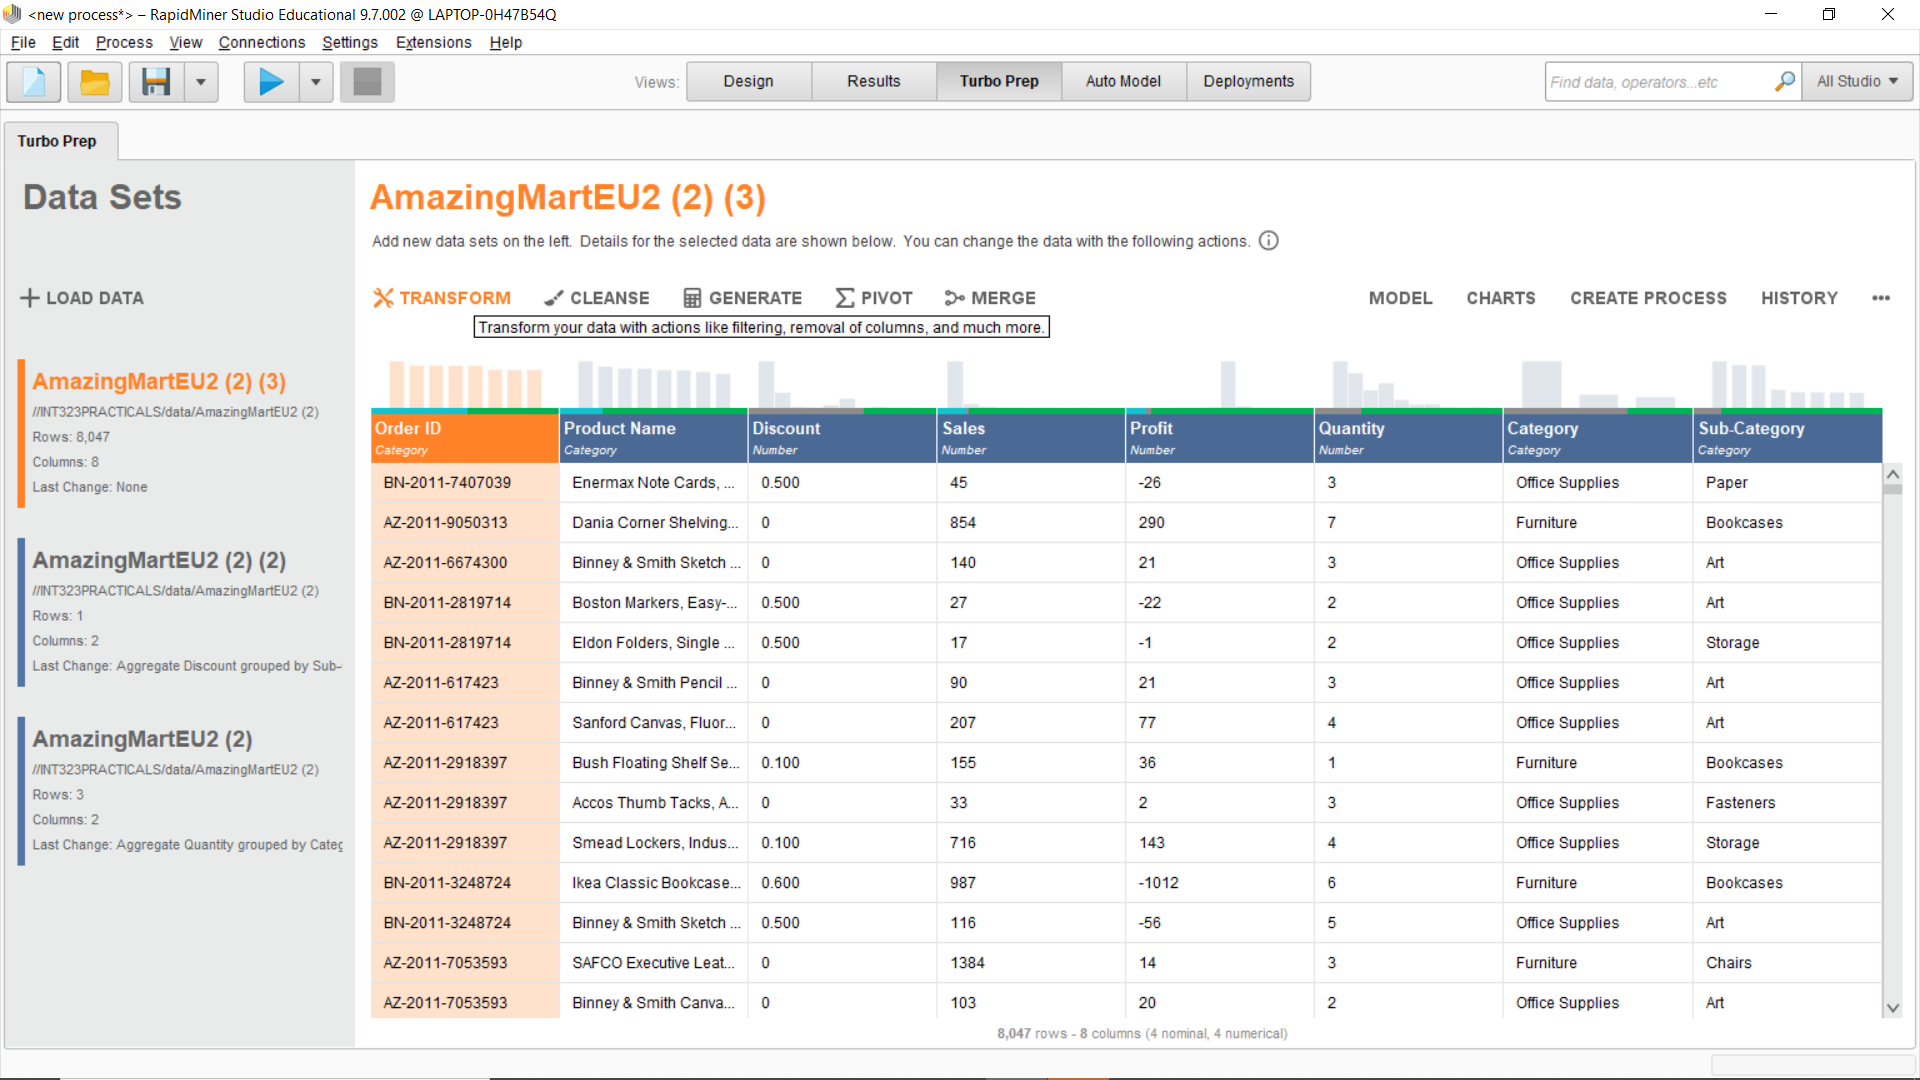 <new process*> – RapidMiner Studio Educational 9.7.002 @ LAPTOP-0H47B54Q
File Edit Process View Connections Settings Extensions Help
Views: Design Results Turbo Prep Auto Model Deployments Find data, operators...etc All Studio
Turbo Prep
Data Sets
LOAD DATA
AmazingMartEU2 (2) (3)
//INT323PRACTICALS/data/AmazingMartEU2 (2)
Rows: 8,047
Columns: 8
Last Change: None
AmazingMartEU2 (2) (2)
//INT323PRACTICALS/data/AmazingMartEU2 (2)
Rows: 1
Columns: 2
Last Change: Aggregate Discount grouped by Sub-
AmazingMartEU2 (2)
//INT323PRACTICALS/data/AmazingMartEU2 (2)
Rows: 3
Columns: 2
Last Change: Aggregate Quantity grouped by Categ
AmazingMartEU2 (2) (3)
Add new data sets on the left. Details for the selected data are shown below. You can change the data with the following actions.
TRANSFORM CLEANSE GENERATE PIVOT MERGE MODEL CHARTS CREATE PROCESS HISTORY •••
Transform your data with actions like filtering, removal of columns, and much more.
Order ID Product Name Discount Sales Profit Quantity Category Sub-Category
Category Category Number Number Number Number Category Category
BN-2011-7407039 Enermax Note Cards, ... 0.500 45 -26 3 Office Supplies Paper
AZ-2011-9050313 Dania Corner Shelving... 0 854 290 7 Furniture Bookcases
AZ-2011-6674300 Binney & Smith Sketch ... 0 140 21 3 Office Supplies Art
BN-2011-2819714 Boston Markers, Easy-... 0.500 27 -22 2 Office Supplies Art
BN-2011-2819714 Eldon Folders, Single ... 0.500 17 -1 2 Office Supplies Storage
AZ-2011-617423 Binney & Smith Pencil ... 0 90 21 3 Office Supplies Art
AZ-2011-617423 Sanford Canvas, Fluor... 0 207 77 4 Office Supplies Art
AZ-2011-2918397 Bush Floating Shelf Se... 0.100 155 36 1 Furniture Bookcases
AZ-2011-2918397 Accos Thumb Tacks, A... 0 33 2 3 Office Supplies Fasteners
AZ-2011-2918397 Smead Lockers, Indus... 0.100 716 143 4 Office Supplies Storage
BN-2011-3248724 Ikea Classic Bookcase... 0.600 987 -1012 6 Furniture Bookcases
BN-2011-3248724 Binney & Smith Sketch ... 0.500 116 -56 5 Office Supplies Art
AZ-2011-7053593 SAFCO Executive Leat... 0 1384 14 3 Furniture Chairs
AZ-2011-7053593 Binney & Smith Canva... 0 103 20 2 Office Supplies Art
8,047 rows - 8 columns (4 nominal, 4 numerical)